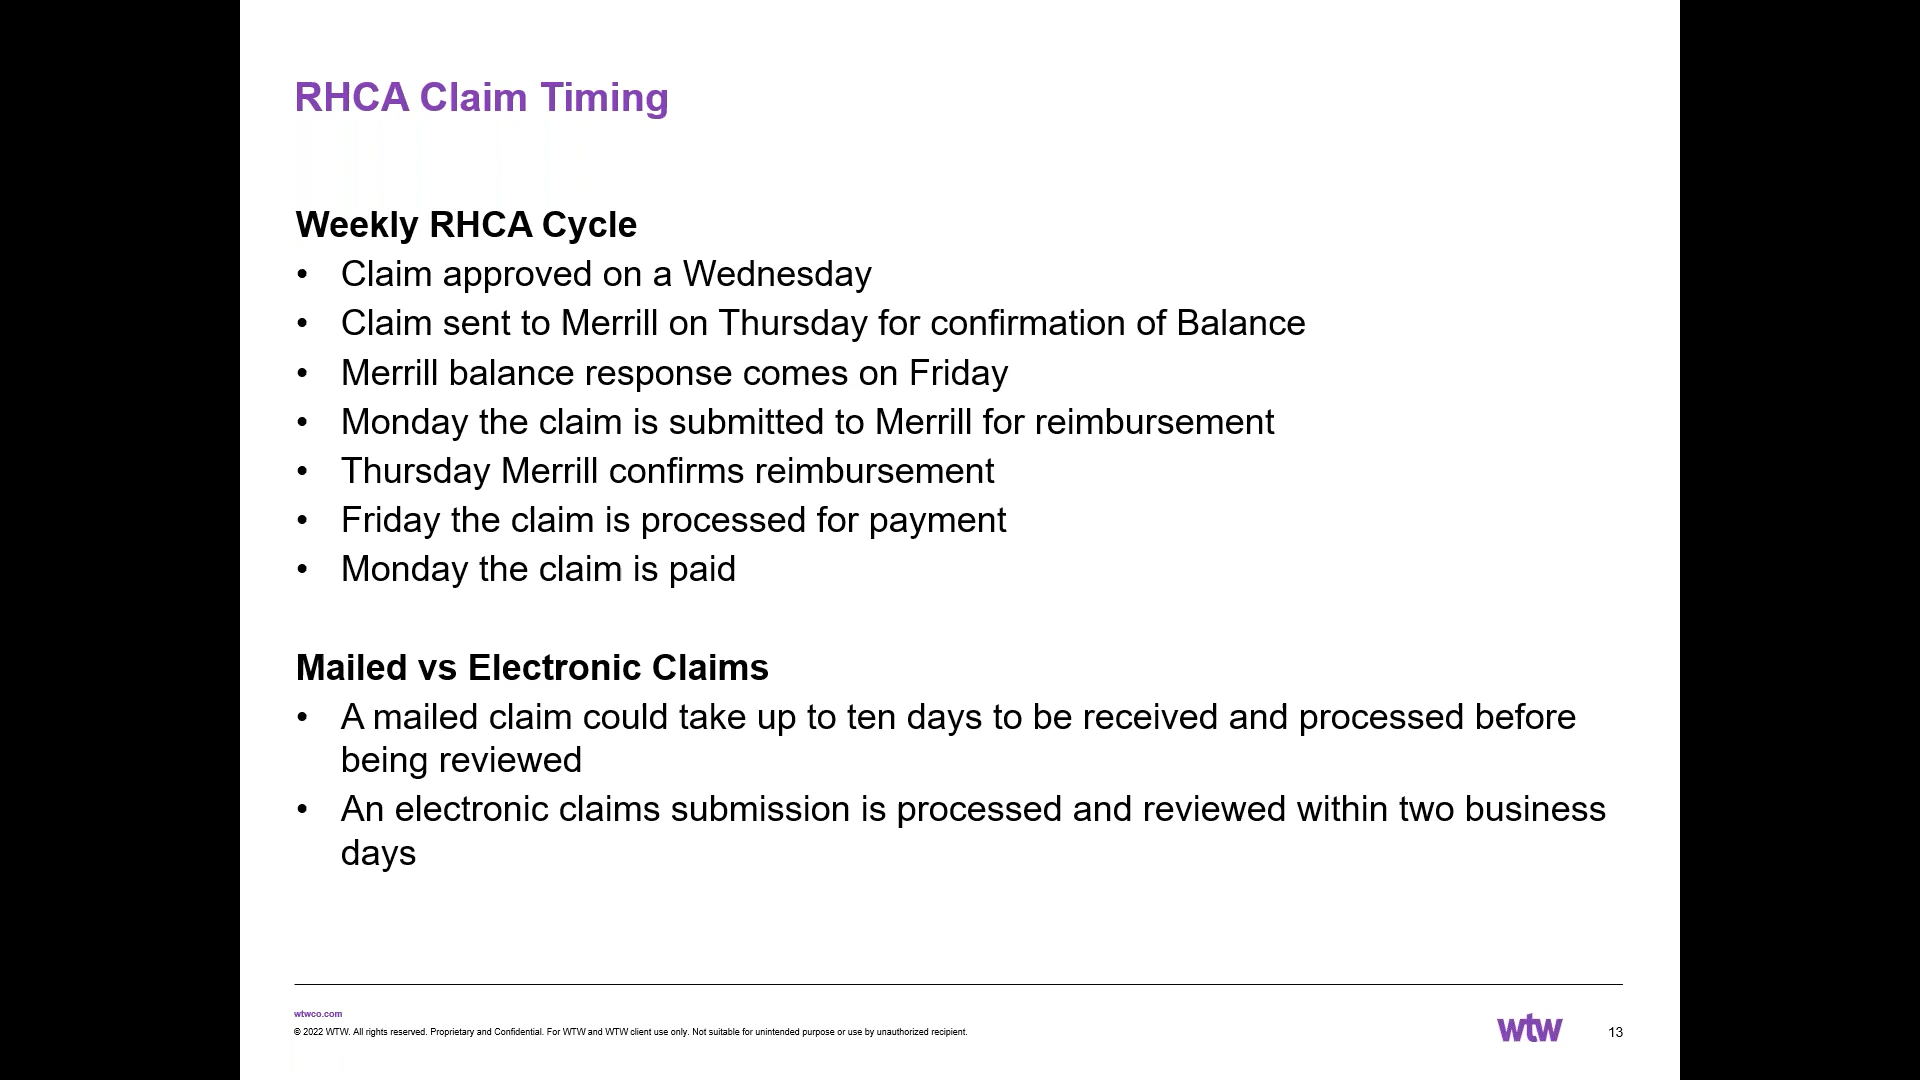 RHCA Claim Timing
Weekly RHCA Cycle
• Claim approved on a Wednesday
• Claim sent to Merrill on Thursday for confirmation of Balance
• Merrill balance response comes on Friday
• Monday the claim is submitted to Merrill for reimbursement
• Thursday Merrill confirms reimbursement
• Friday the claim is processed for payment
• Monday the claim is paid
Mailed vs Electronic Claims
• A mailed claim could take up to ten days to be received and processed before
being reviewed
• An electronic claims submission is processed and reviewed within two business
days
wtwco.com
© 2022 WTW. All rights reserved. Proprietary and Confidential. For WTW and WTW client use only. Not suitable for unintended purpose or use by unauthorized recipient.
wtw
13